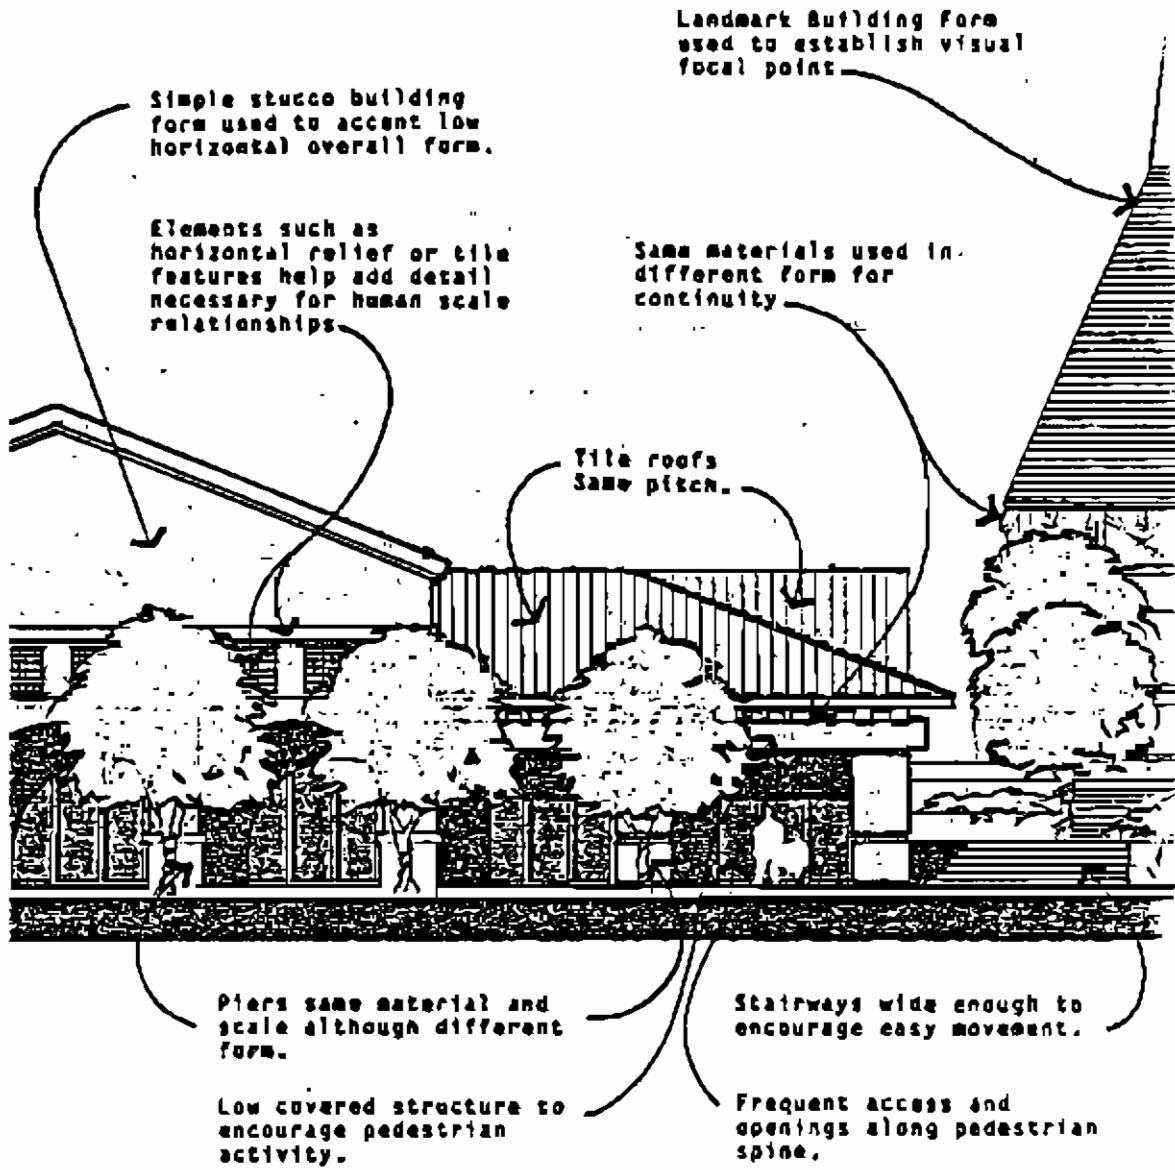 Landmark Building Form
used to establish visual
focal point
Simple stucco building
form used to accent low
horizontal overall form.
Elements such as
horizontal relief or tile
features help add detail
necessary for human scale
relationships
Same materials used in
different form for
continuity
Tile roofs
Same pitch.
Piers same material and
scale although different
form.
Stairways wide enough to
encourage easy movement.
Low covered structure to
encourage pedestrian
activity.
Frequent access and
openings along pedestrian
spine.